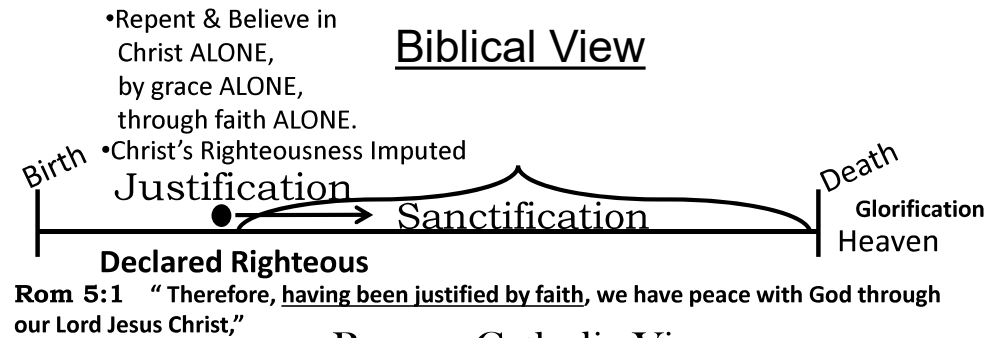 •Repent & Believe in
Christ ALONE,
by grace ALONE,
through faith ALONE.
•Christ's Righteousness Imputed
Biblical View
Birth
Justification
Sanctification
Death
Glorification
Heaven
Declared Righteous
Rom 5:1 “ Therefore, having been justified by faith, we have peace with God through
our Lord Jesus Christ,”